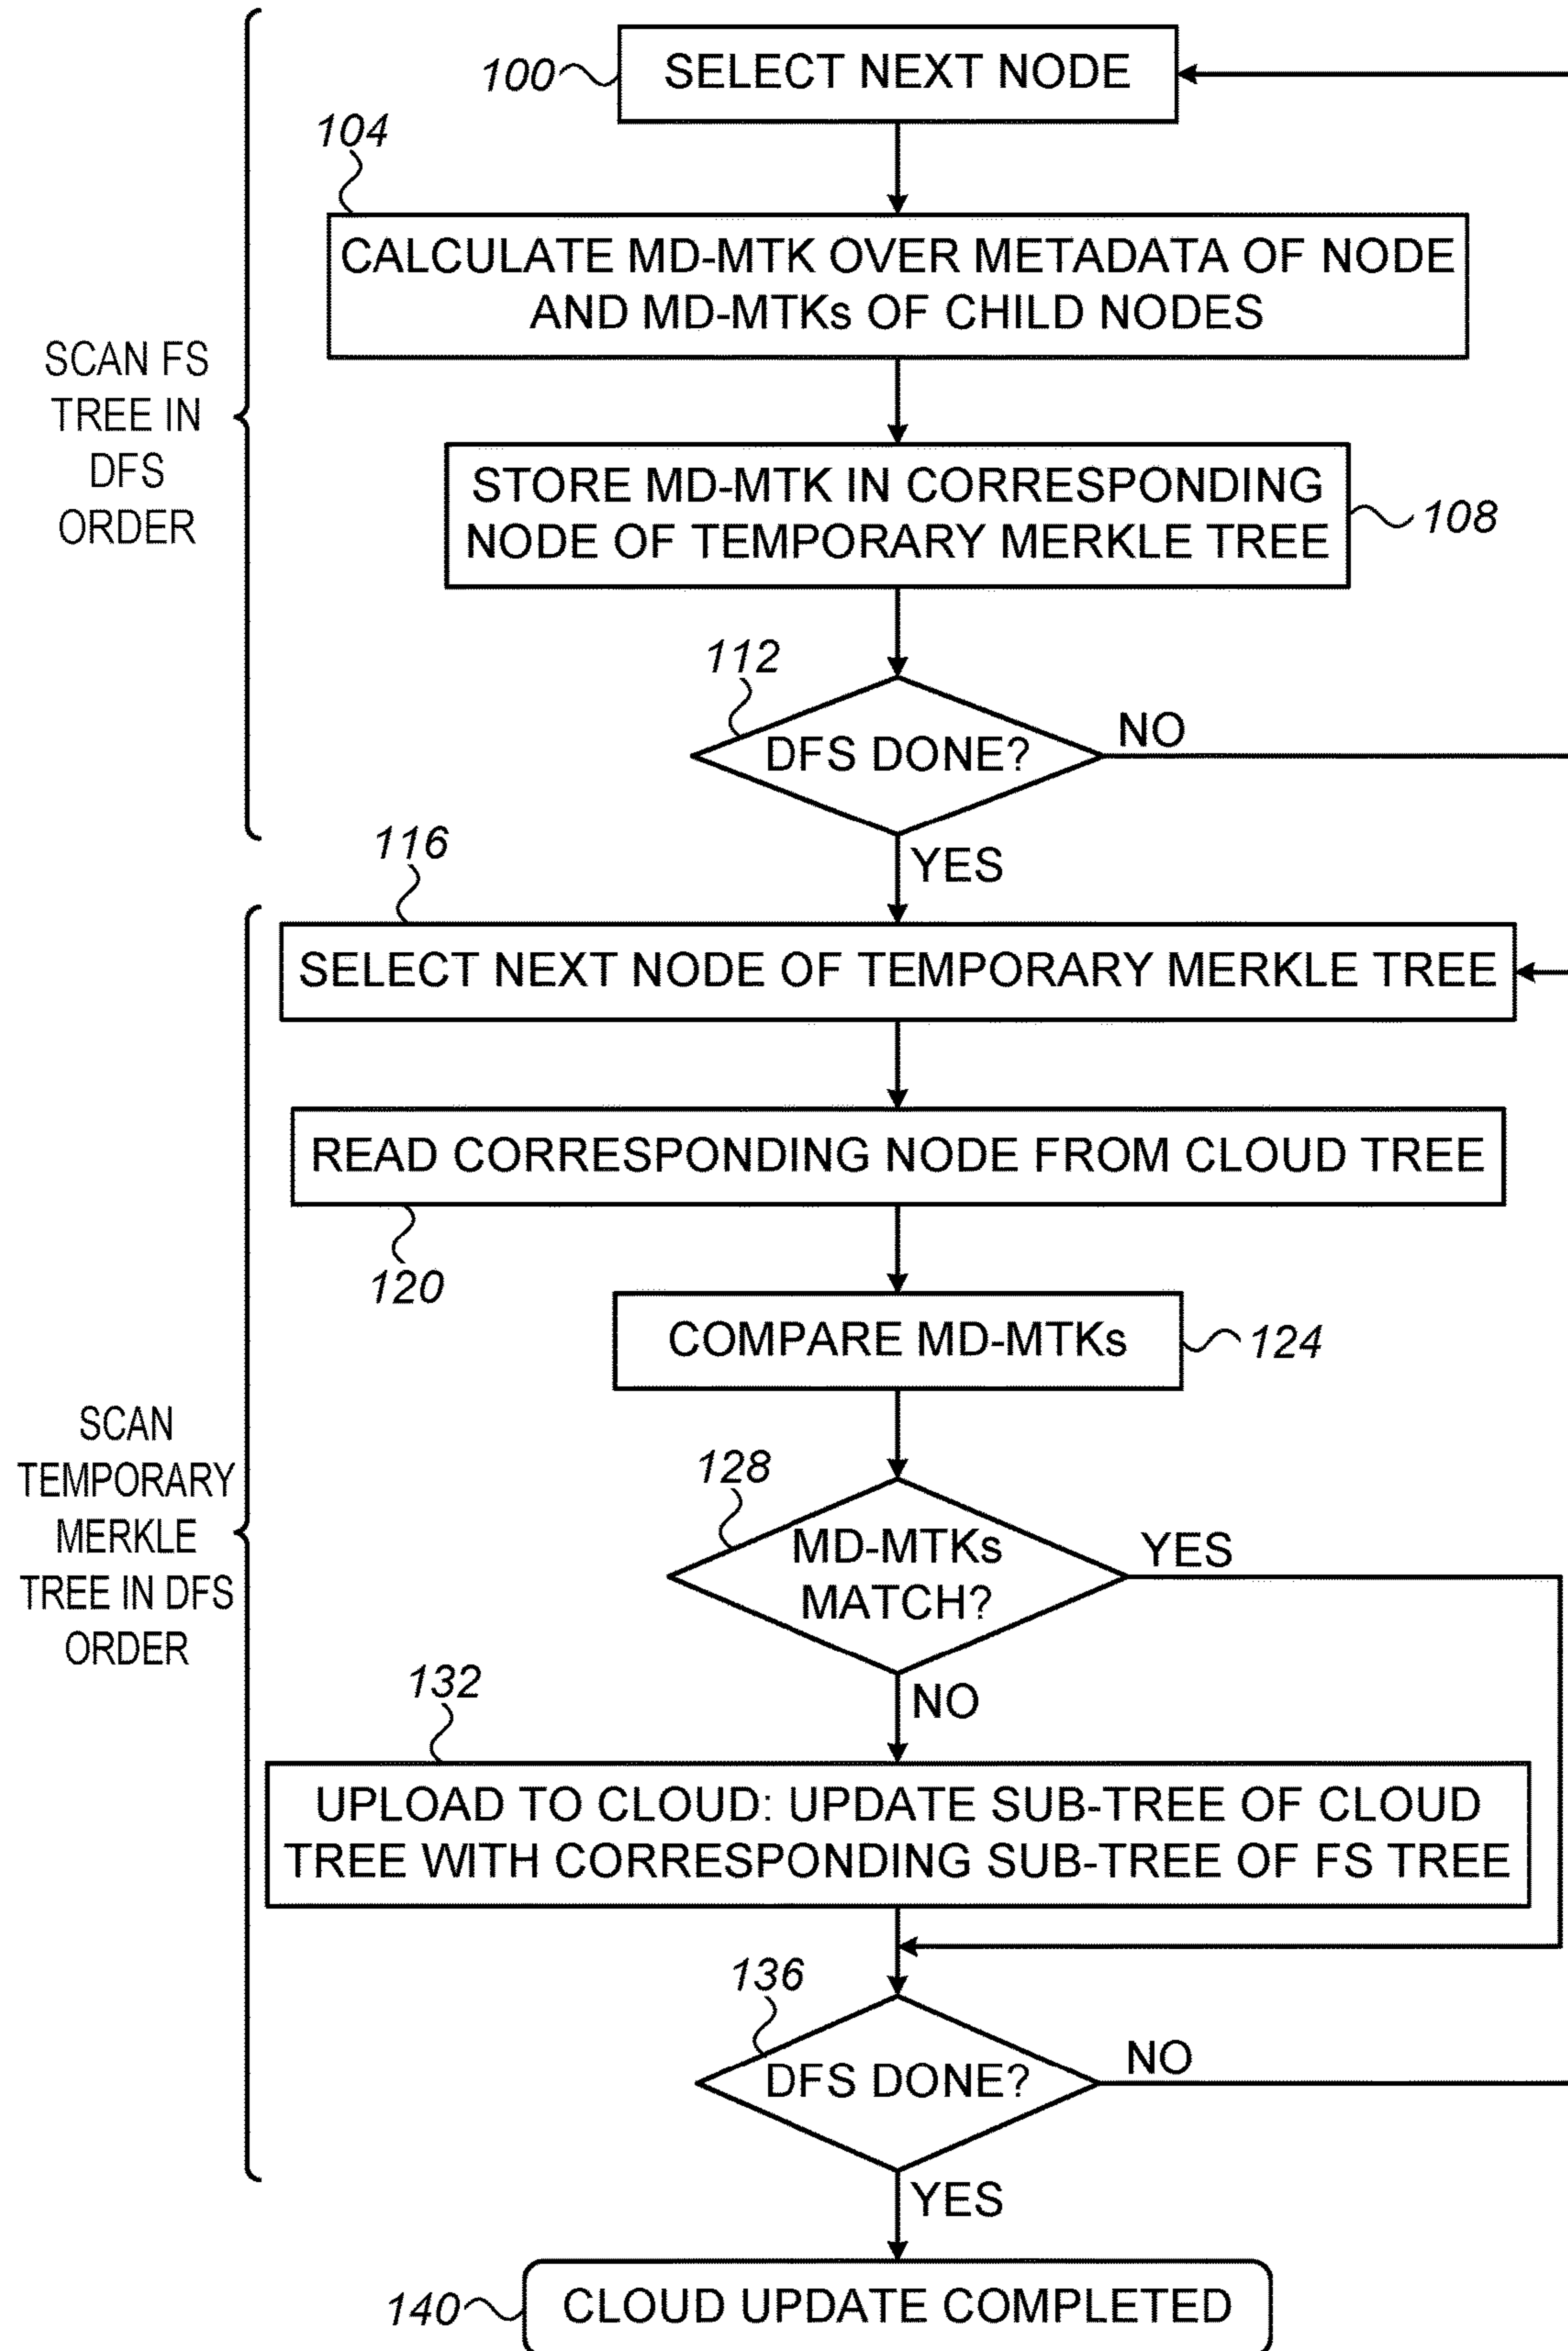 100
SELECT NEXT NODE
104
CALCULATE MD-MTK OVER METADATA OF NODE
AND MD-MTKs OF CHILD NODES
SCAN FS
TREE IN
DFS
ORDER
STORE MD-MTK IN CORRESPONDING
NODE OF TEMPORARY MERKLE TREE
108
112
DFS DONE?
NO
YES
116
SELECT NEXT NODE OF TEMPORARY MERKLE TREE
READ CORRESPONDING NODE FROM CLOUD TREE
120
COMPARE MD-MTKs
124
SCAN
TEMPORARY
MERKLE
TREE IN DFS
ORDER
128
MD-MTKs
MATCH?
YES
NO
132
UPLOAD TO CLOUD: UPDATE SUB-TREE OF CLOUD
TREE WITH CORRESPONDING SUB-TREE OF FS TREE
136
DFS DONE?
NO
YES
140
CLOUD UPDATE COMPLETED